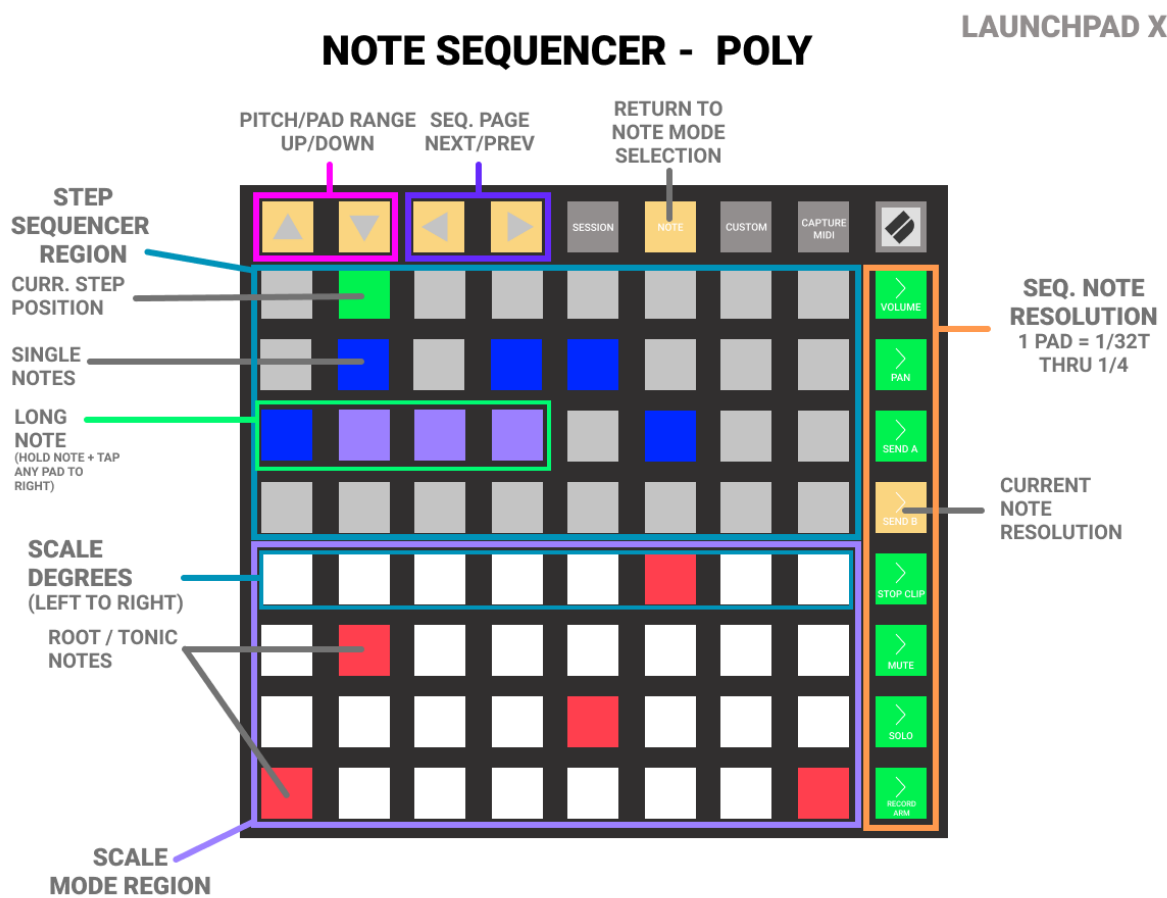 LAUNCHPAD X
NOTE SEQUENCER - POLY
PITCH/PAD RANGE
UP/DOWN
SEQ. PAGE
NEXT/PREV
RETURN TO
NOTE MODE
SELECTION
STEP
SEQUENCER
REGION
SESSION
NOTE
CUSTOM
CAPTURE
MIDI
CURR. STEP
POSITION
VOLUME
SEQ. NOTE
RESOLUTION
1 PAD = 1/32T
THRU 1/4
SINGLE
NOTES
PAN
LONG
NOTE
(HOLD NOTE + TAP
ANY PAD TO
RIGHT)
SEND A
SEND B
CURRENT
NOTE
RESOLUTION
SCALE
DEGREES
(LEFT TO RIGHT)
STOP CLIP
ROOT / TONIC
NOTES
MUTE
SOLO
RECORD
ARM
SCALE
MODE REGION